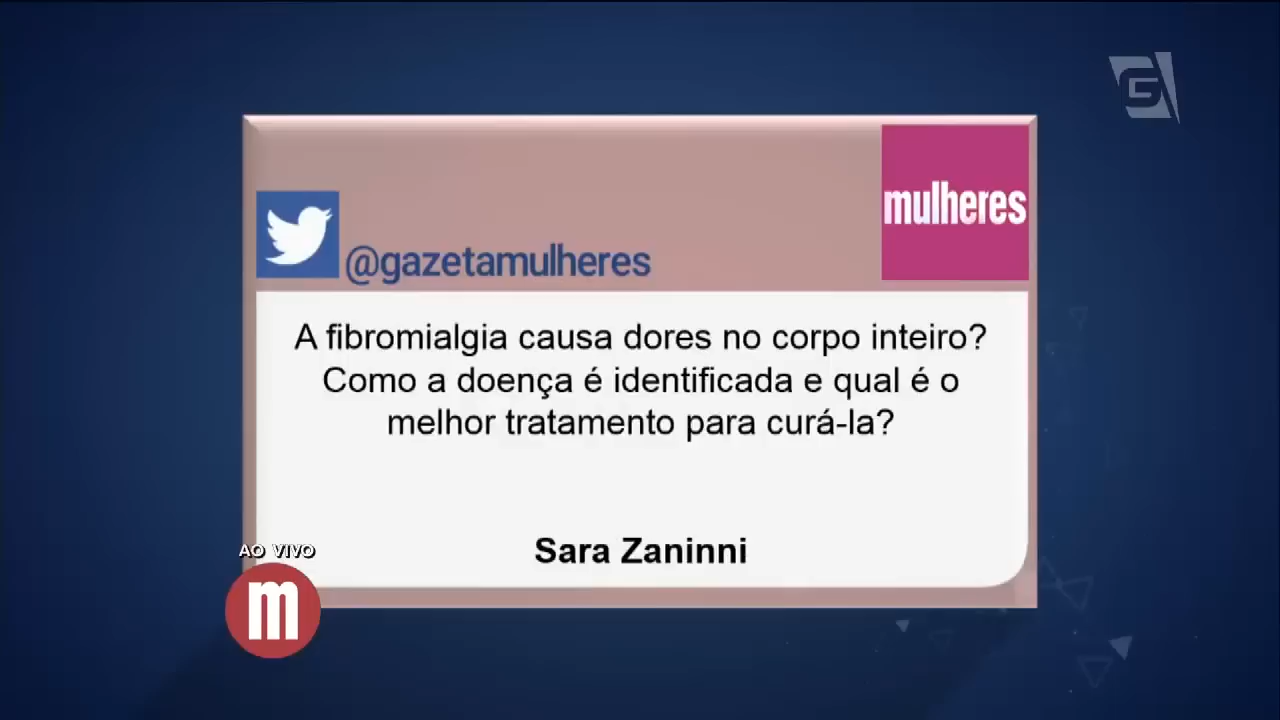 mulheres
@gazetamulheres
A fibromialgia causa dores no corpo inteiro?
Como a doença é identificada e qual é o
melhor tratamento para curá-la?
Sara Zaninni
AO VIVO
m
G